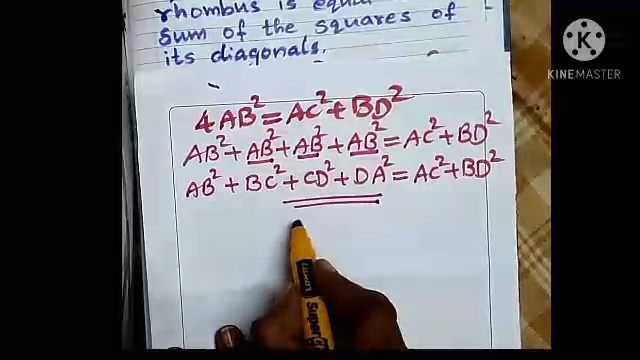 rhombus is equal
sum of the squares of
its diagonals.
KINEMASTER
4AB² = AC² + BD²
AB² + AB² + AB² + AB² = AC² + BD²
AB² + BC² + CD² + DA² = AC² + BD²